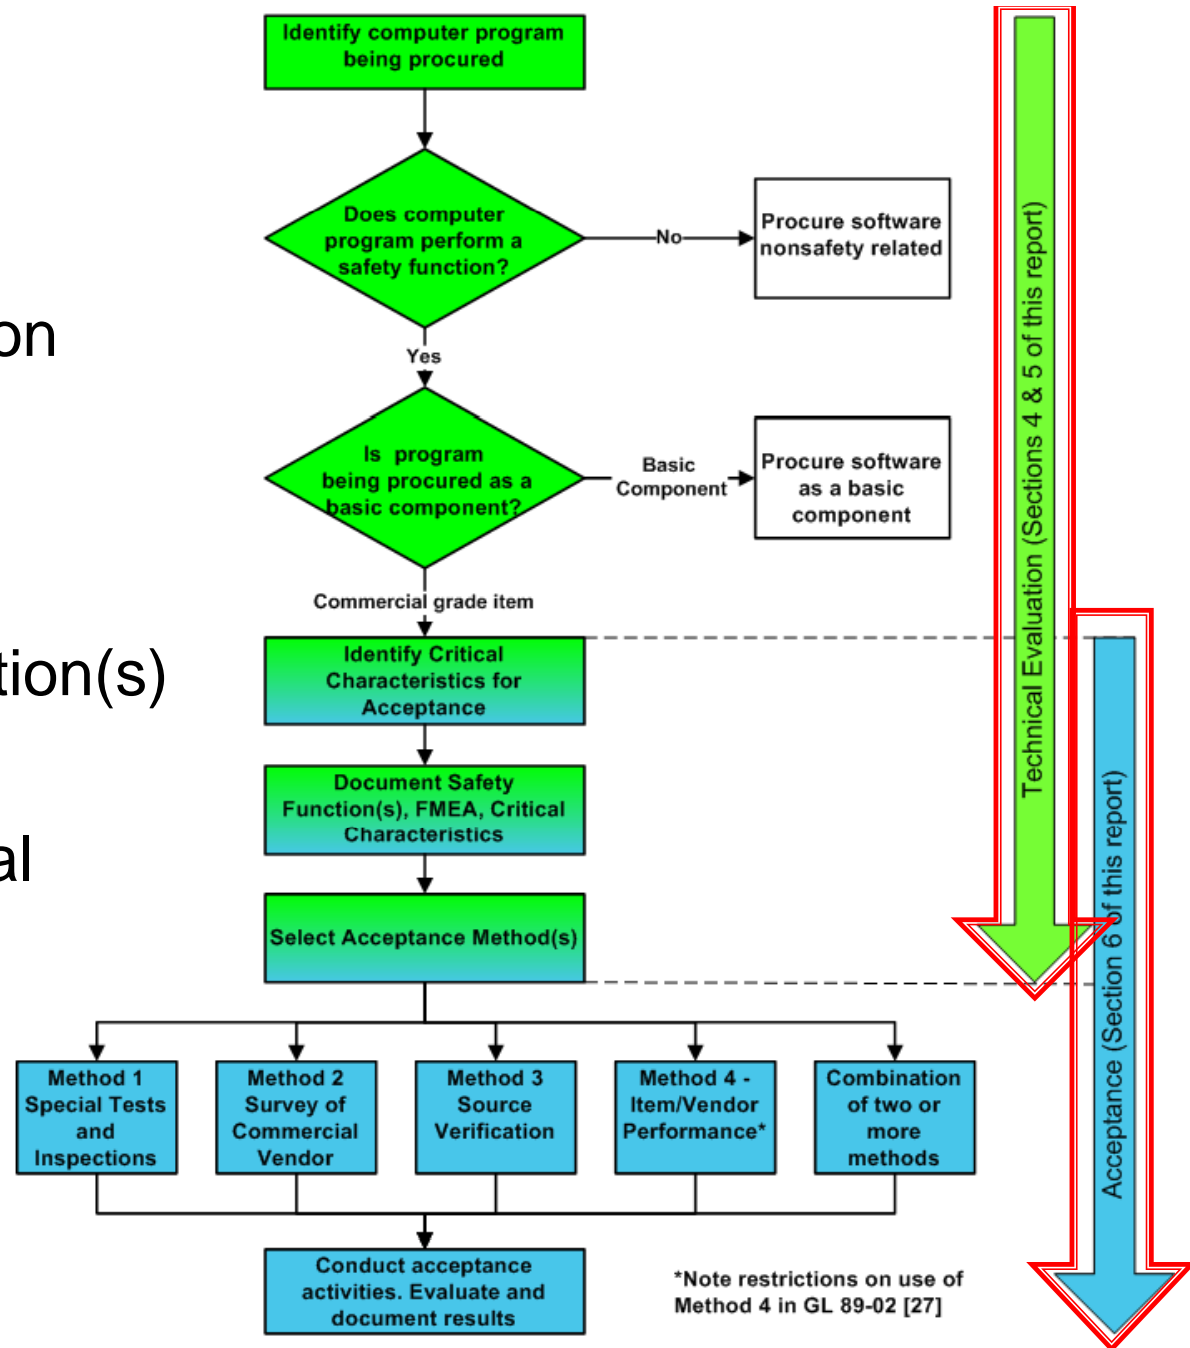 Identify computer program
being procured
Does computer
program perform a
safety function?
No
Procure software
nonsafety related
on
Yes
Is program
being procured as a
basic component?
Basic
Component
Procure software
as a basic
component
Commercial grade item
Identify Critical
Characteristics for
Acceptance
tion(s)
Document Safety
Function(s), FMEA, Critical
Characteristics
al
Select Acceptance Method(s)
Method 1
Special Tests
and
Inspections
Method 2
Survey of
Commercial
Vendor
Method 3
Source
Verification
Method 4 -
Item/Vendor
Performance*
Combination
of two or
more
methods
Conduct acceptance
activities. Evaluate and
document results
*Note restrictions on use of
Method 4 in GL 89-02 [27]
Technical Evaluation (Sections 4 & 5 of this report)
Acceptance (Section 6 of this report)